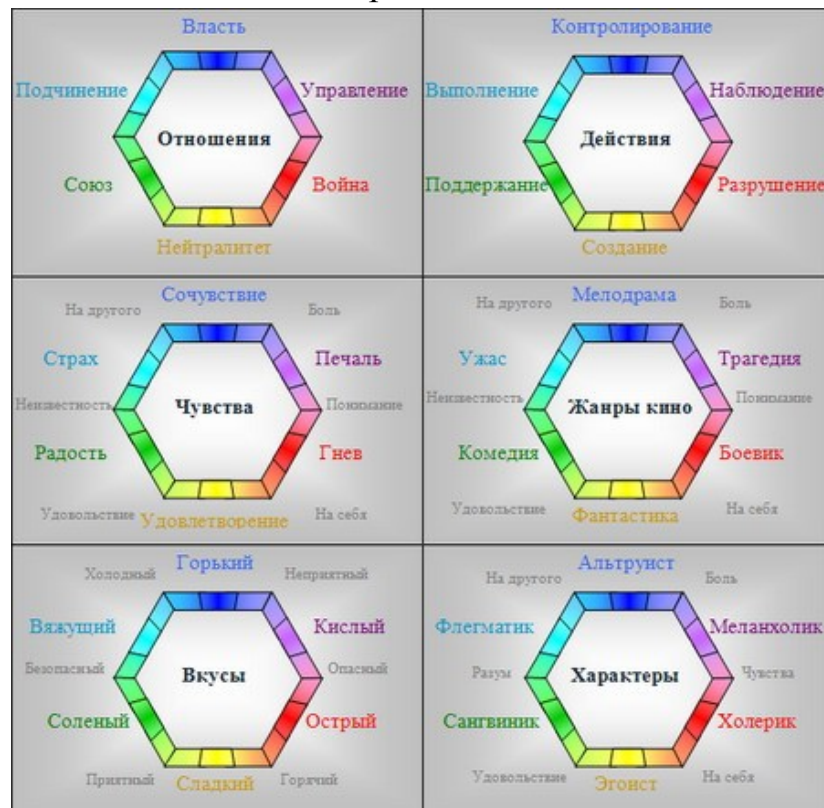 Власть
Подчинение
Управление
Отношения
Союз
Война
Нейтралитет
Контролирование
Выполнение
Наблюдение
Действия
Поддержание
Разрушение
Создание
Сочувствие
На другого
Боль
Страх
Печаль
Неизвестность
Понимание
Чувства
Радость
Гнев
Удовольствие
На себя
Удовлетворение
Мелодрама
На другого
Боль
Ужас
Трагедия
Неизвестность
Понимание
Жанры кино
Комедия
Боевик
Удовольствие
На себя
Фантастика
Горький
Холодный
Неприятный
Вяжущий
Кислый
Безопасный
Опасный
Вкусы
Соленый
Острый
Приятный
Горячий
Сладкий
Альтруист
На другого
Боль
Флегматик
Меланхолик
Разум
Чувства
Характеры
Сангвиник
Холерик
Удовольствие
На себя
Эгоист